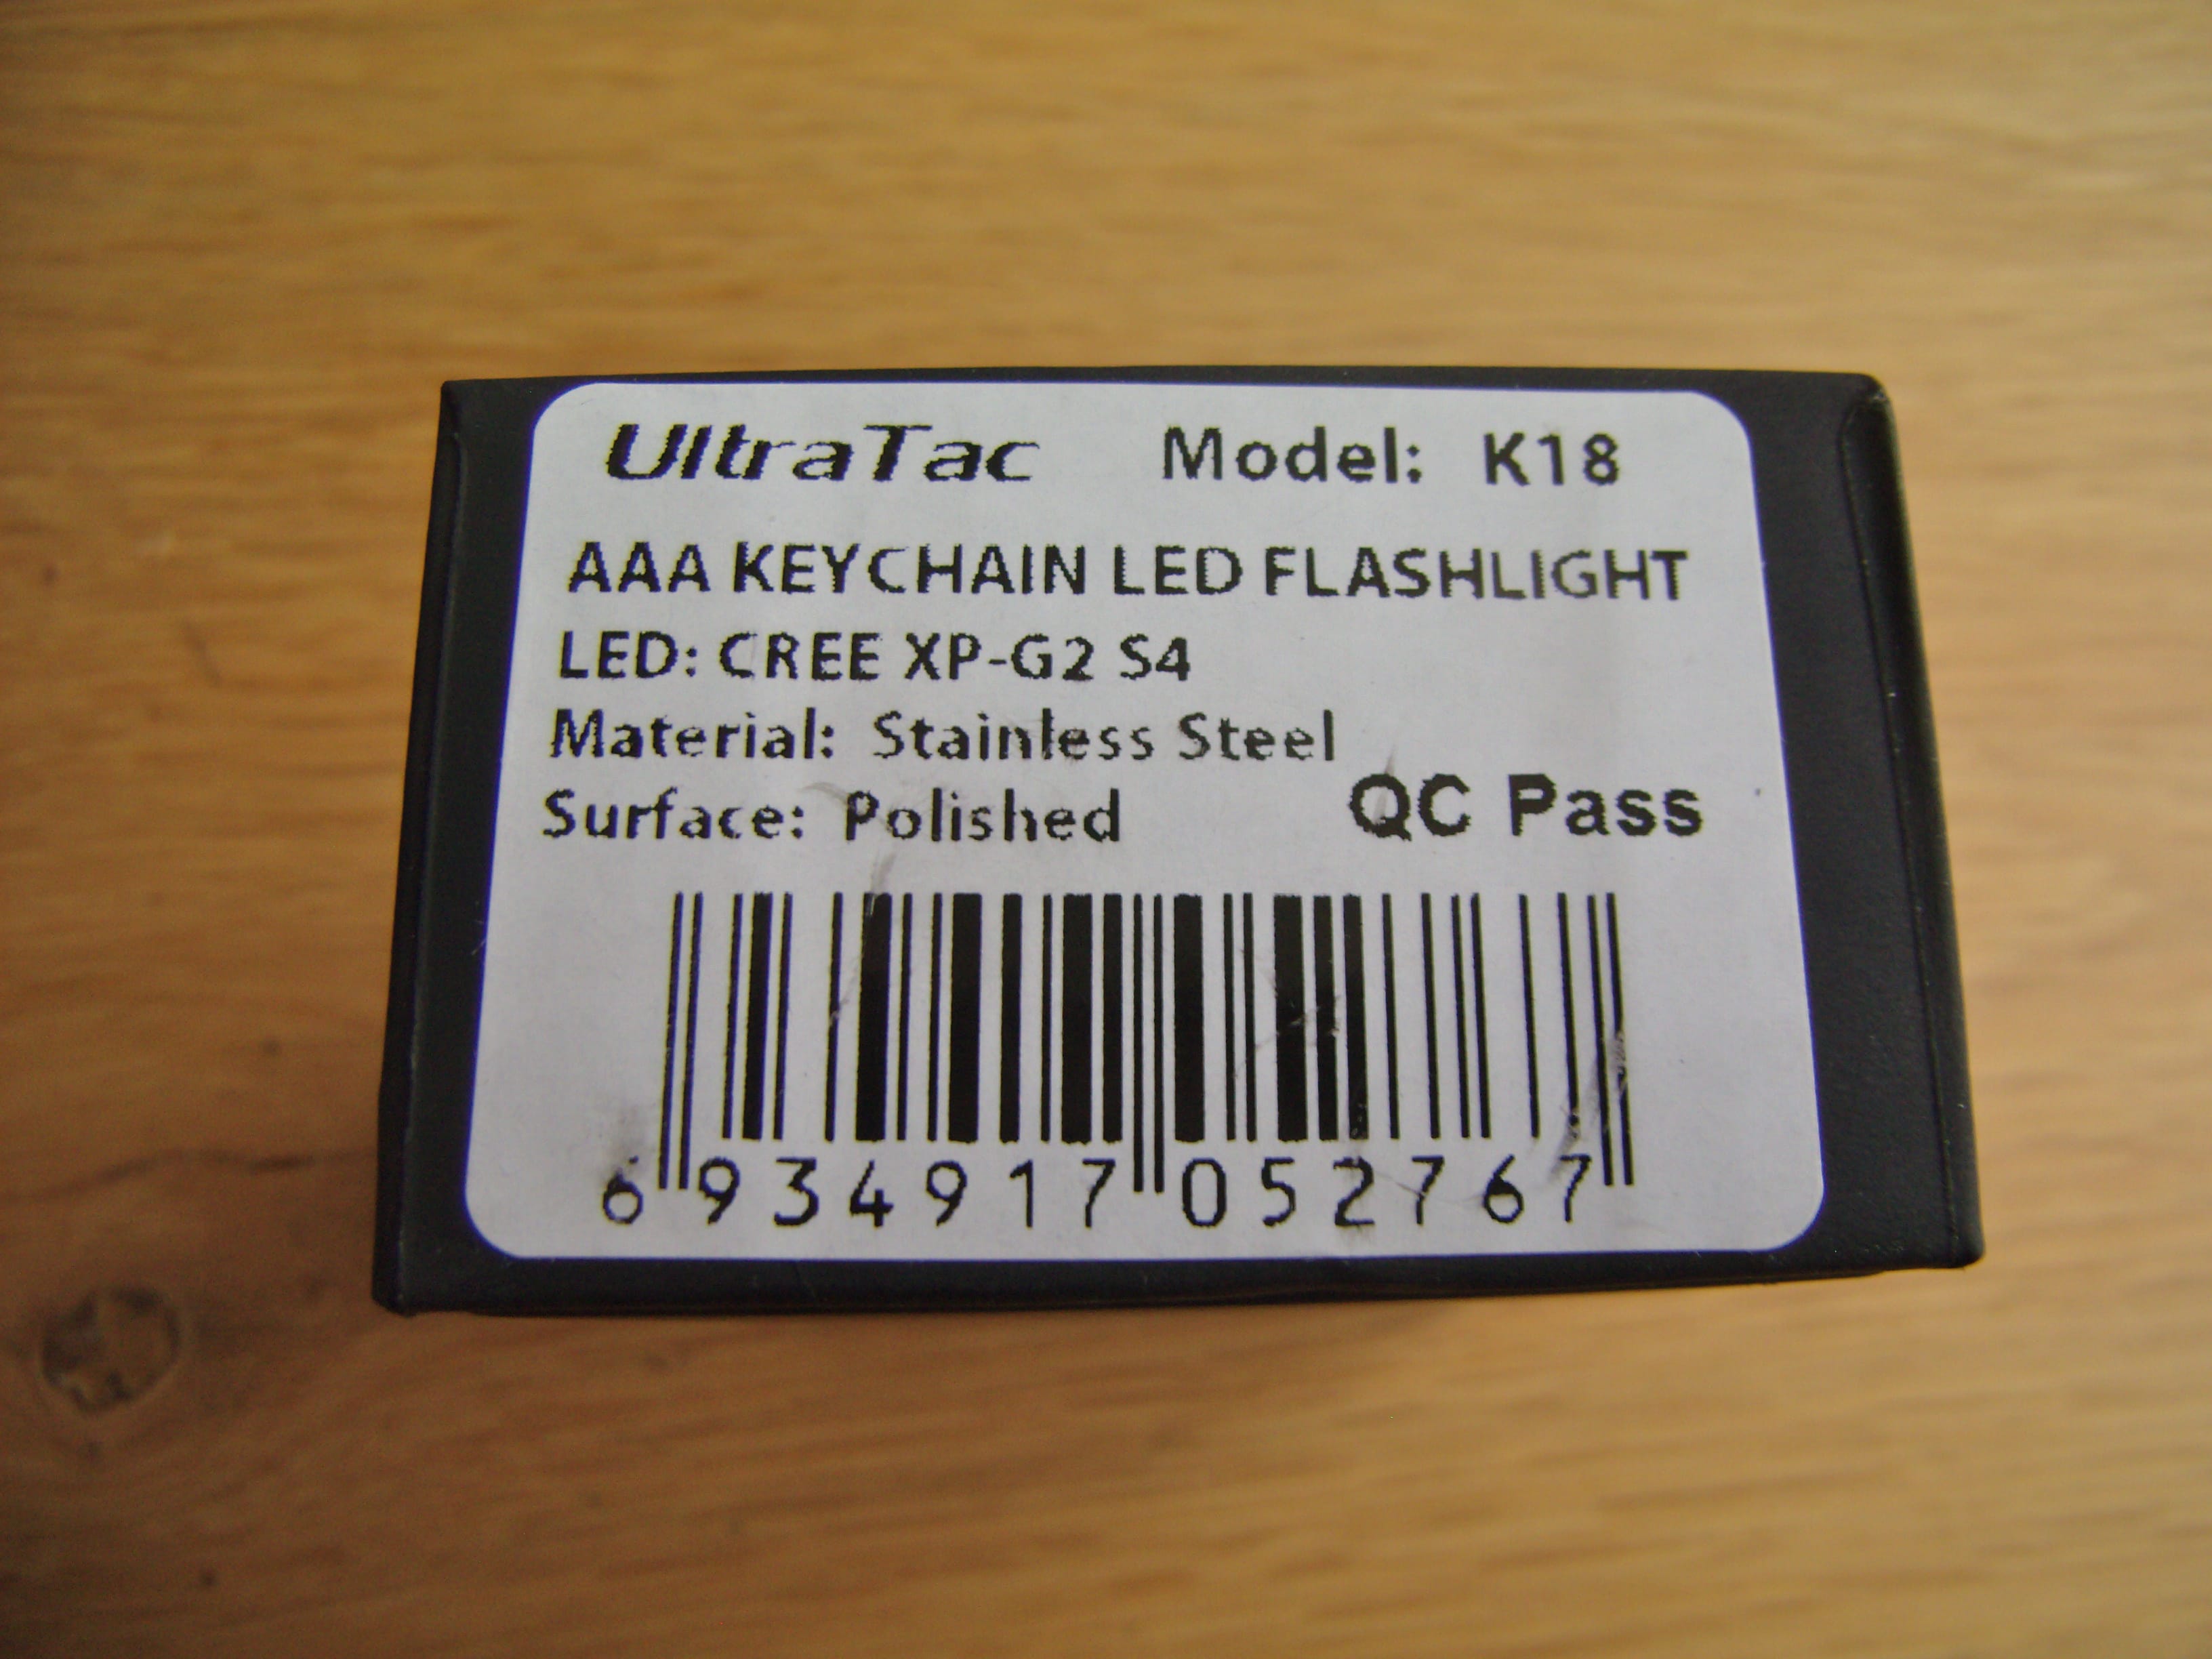 UltraTac Model: K18
AAA KEYCHAIN LED FLASHLIGHT
LED: CREE XP-G2 S4
Material: Stainless Steel
Surface: Polished
QC Pass
6 934917 052767